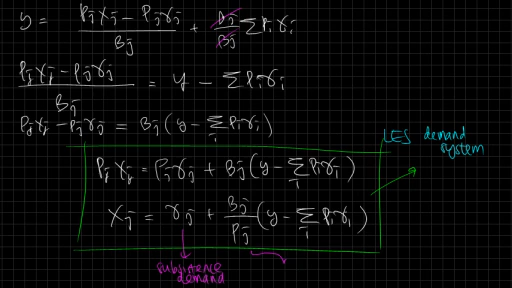 y = (P_j X_j − P_j γ_j) / B_j + B_j / B_j Σ P_i γ_i
(P_j X_j − P_j γ_j) / B_j = y − Σ P_i γ_i
P_j X_j − P_j γ_j = B_j (y − Σ_i P_i γ_i)
LES demand system
P_j X_j = P_j γ_j + B_j (y − Σ_i P_i γ_i)
X_j = γ_j + B_j / P_j (y − Σ_i P_i γ_i)
subsistence
demand